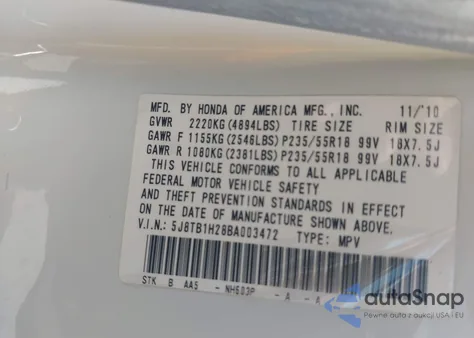 MFD. BY HONDA OF AMERICA MFG., INC. 11/'10
GVWR 2220KG(4894LBS) TIRE SIZE RIM SIZE
GAWR F 1155KG(2546LBS) P235/55R18 99V 18X7.5J
GAWR R 1080KG(2381LBS) P235/55R18 99V 18X7.5J
THIS VEHICLE CONFORMS TO ALL APPLICABLE
FEDERAL MOTOR VEHICLE SAFETY
AND THEFT PREVENTION STANDARDS IN EFFECT
ON THE DATE OF MANUFACTURE SHOWN ABOVE.
V.I.N.: 5J8TB1H28BA003472 TYPE: MPV
STK B AA5 - NH603P - A - A
autoSnap
Pewne auto z USA i EU